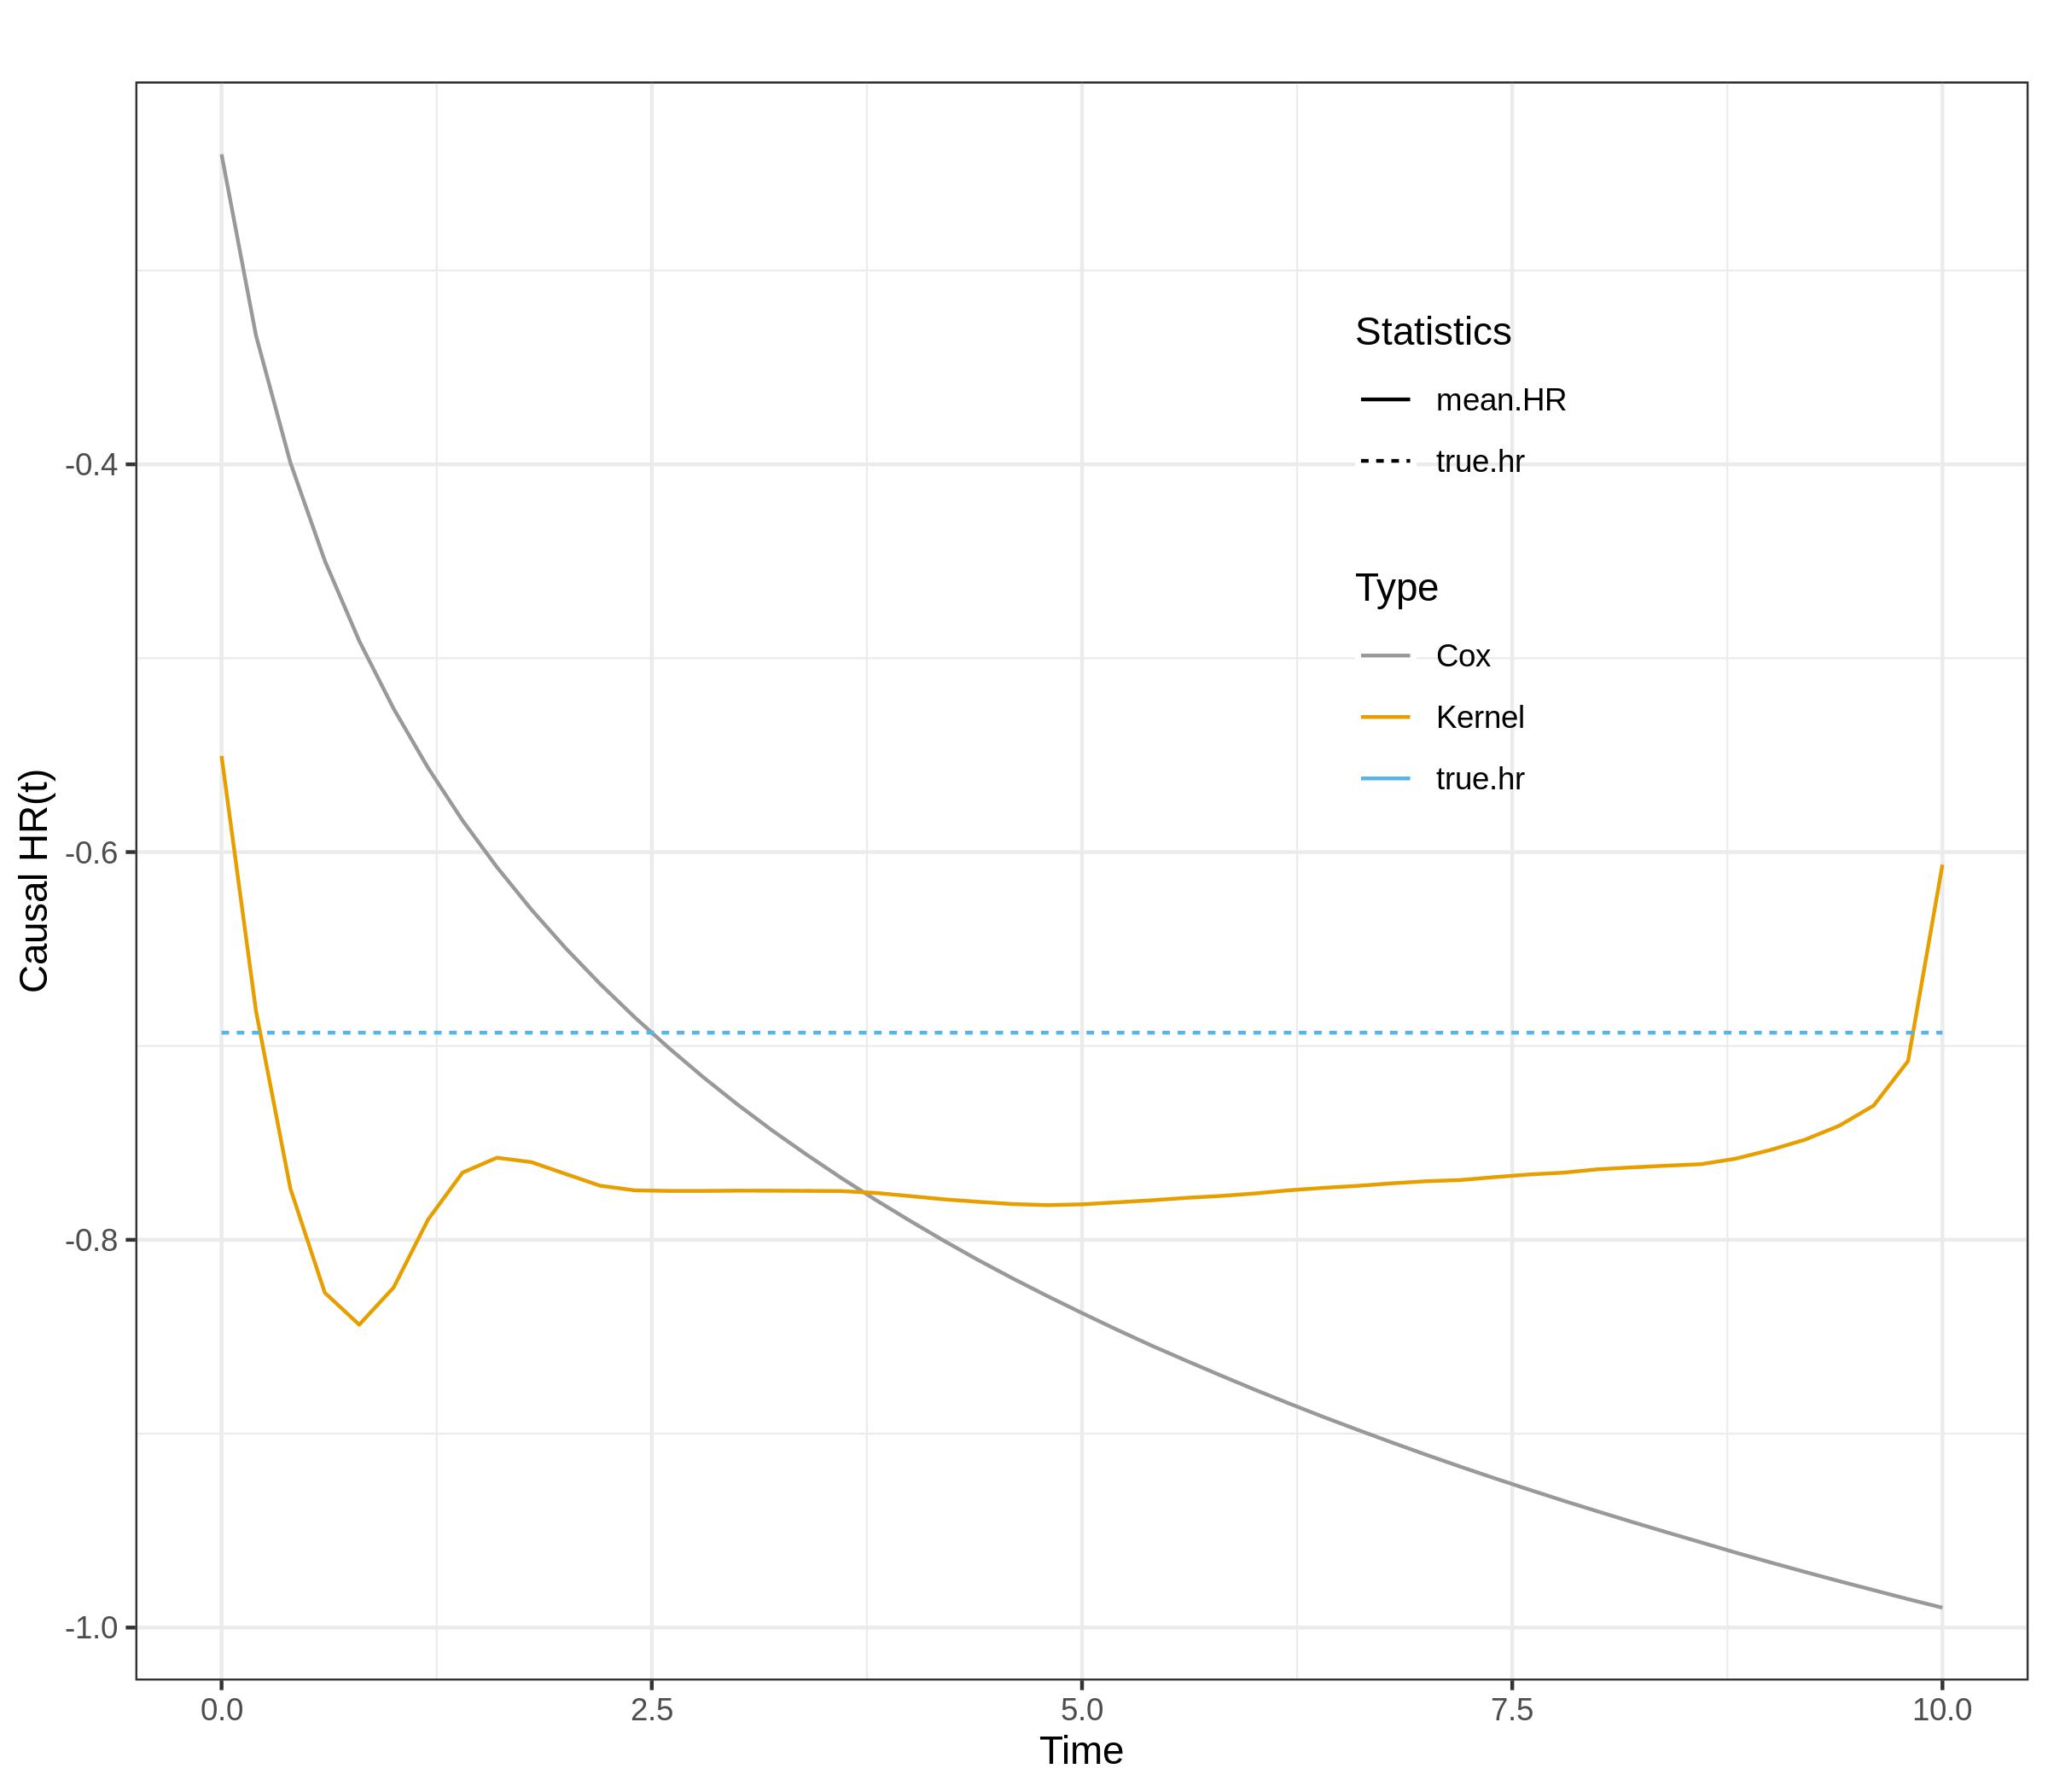 Causal HR(t)
-0.4
-0.6
-0.8
-1.0
Statistics
mean.HR
true.hr
Type
Cox
Kernel
true.hr
0.0 2.5 5.0 7.5 10.0
Time